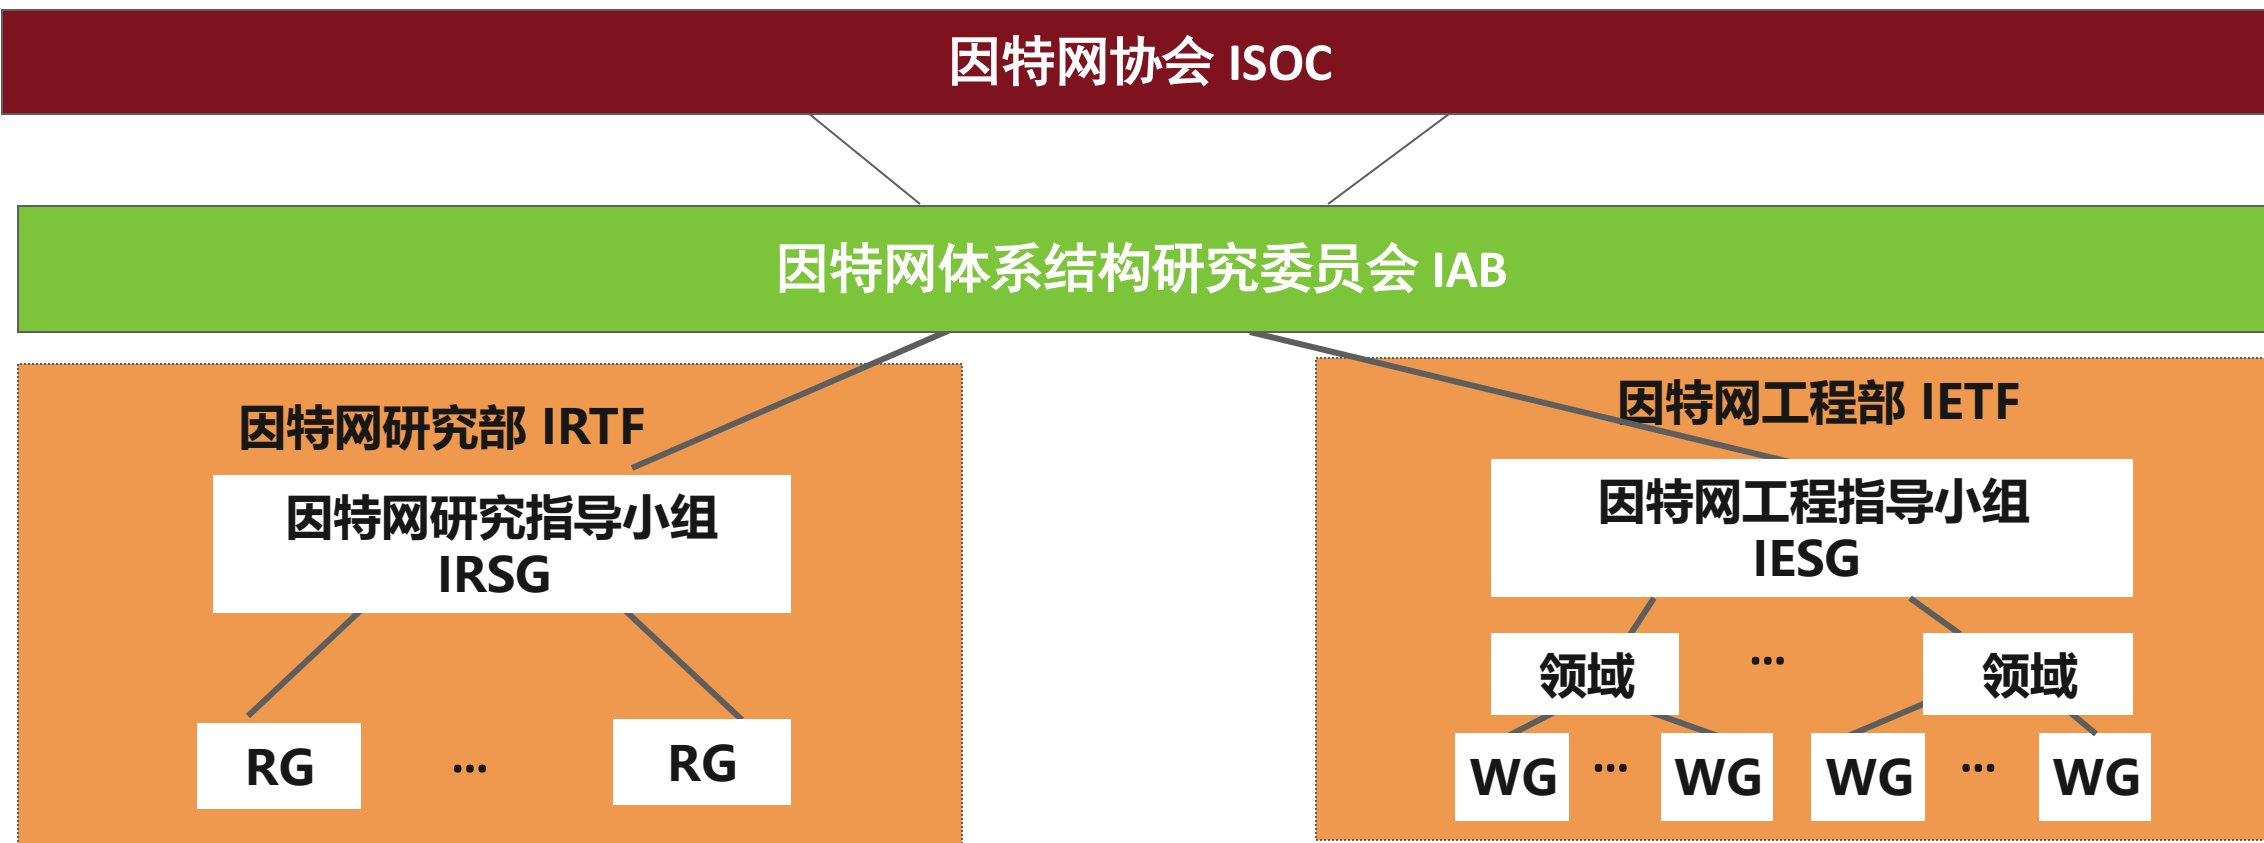 因特网协会 ISOC
因特网体系结构研究委员会 IAB
因特网研究部 IRTF
因特网研究指导小组
IRSG
RG
...
RG
因特网工程部 IETF
因特网工程指导小组
IESG
领域
...
领域
WG
...
WG
WG
...
WG